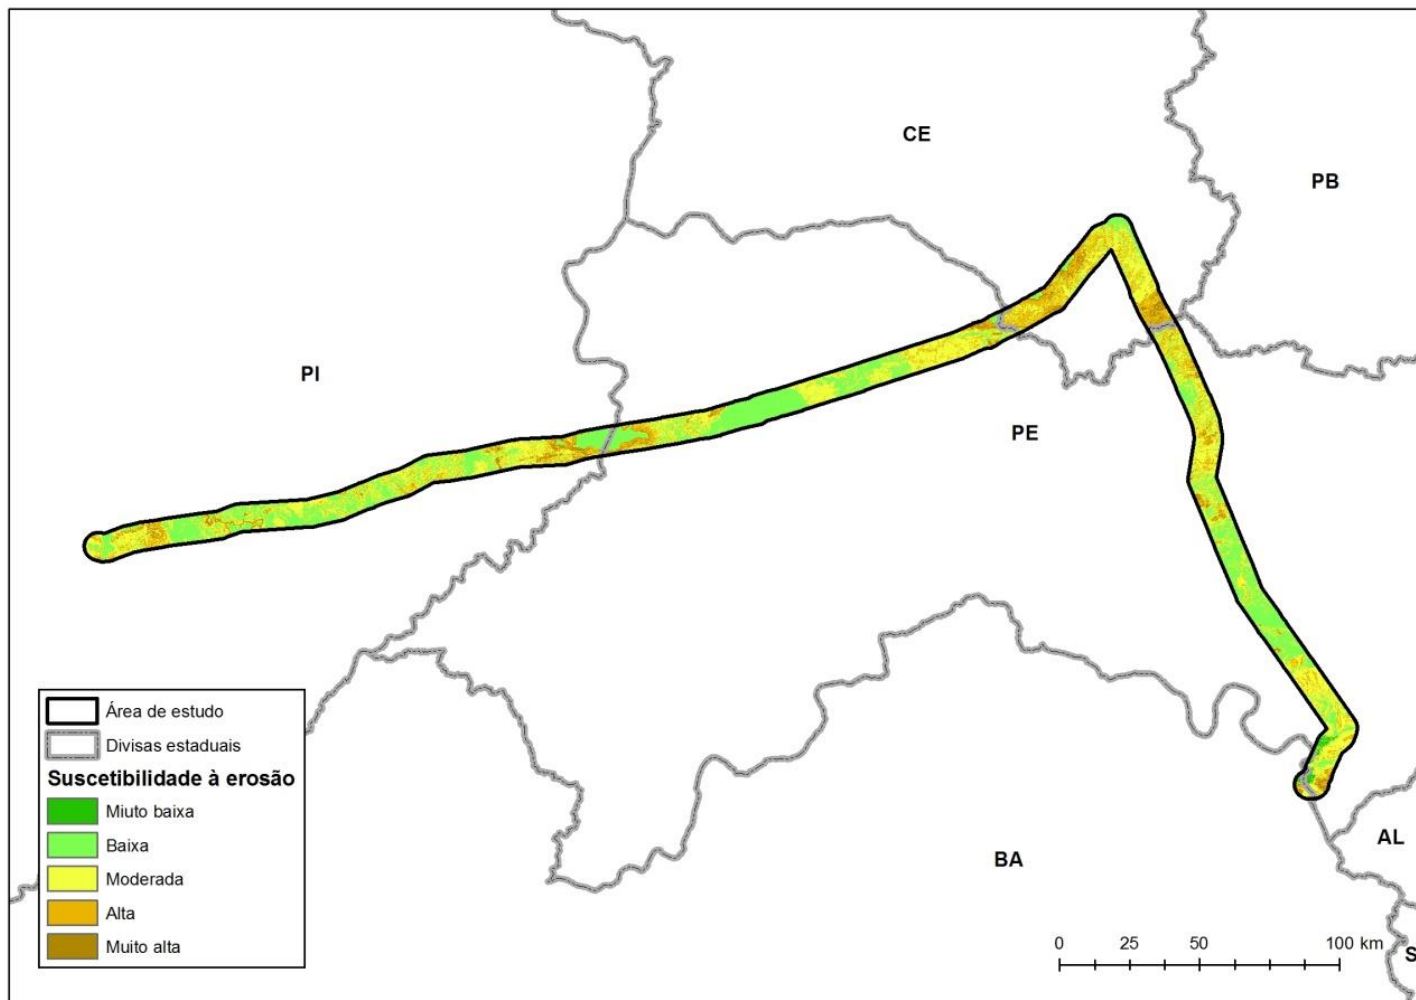 CE
PB
PI
PE
Área de estudo
Divisas estaduais
Suscetibilidade à erosão
Miuto baixa
Baixa
Moderada
Alta
Muito alta
BA
AL
S
0 25 50 100 km